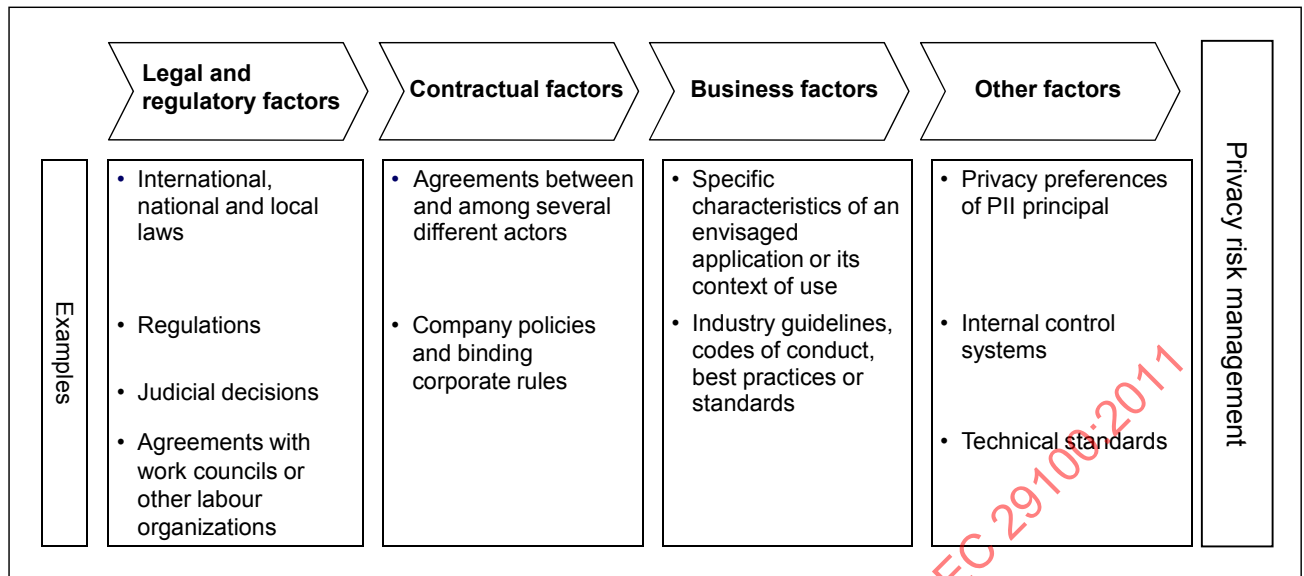 Legal and
regulatory factors
Contractual factors
Business factors
Other factors
Privacy risk management
Examples
• International,
national and local
laws
• Regulations
• Judicial decisions
• Agreements with
work councils or
other labour
organizations
• Agreements between
and among several
different actors
• Company policies
and binding
corporate rules
• Specific
characteristics of an
envisaged
application or its
context of use
• Industry guidelines,
codes of conduct,
best practices or
standards
• Privacy preferences
of PII principal
• Internal control
systems
• Technical standards
EC 29100:2011